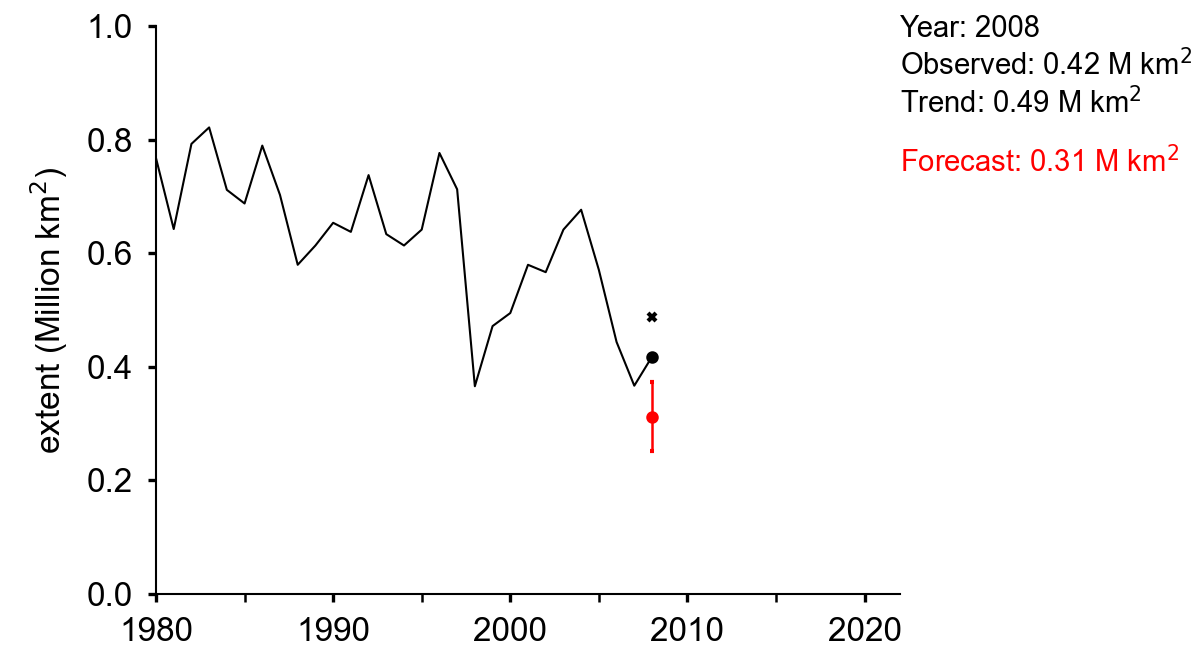 Year: 2008
Observed: 0.42 M km²
Trend: 0.49 M km²
Forecast: 0.31 M km²
extent (Million km²)
1.0
0.8
0.6
0.4
0.2
0.0
1980 1990 2000 2010 2020